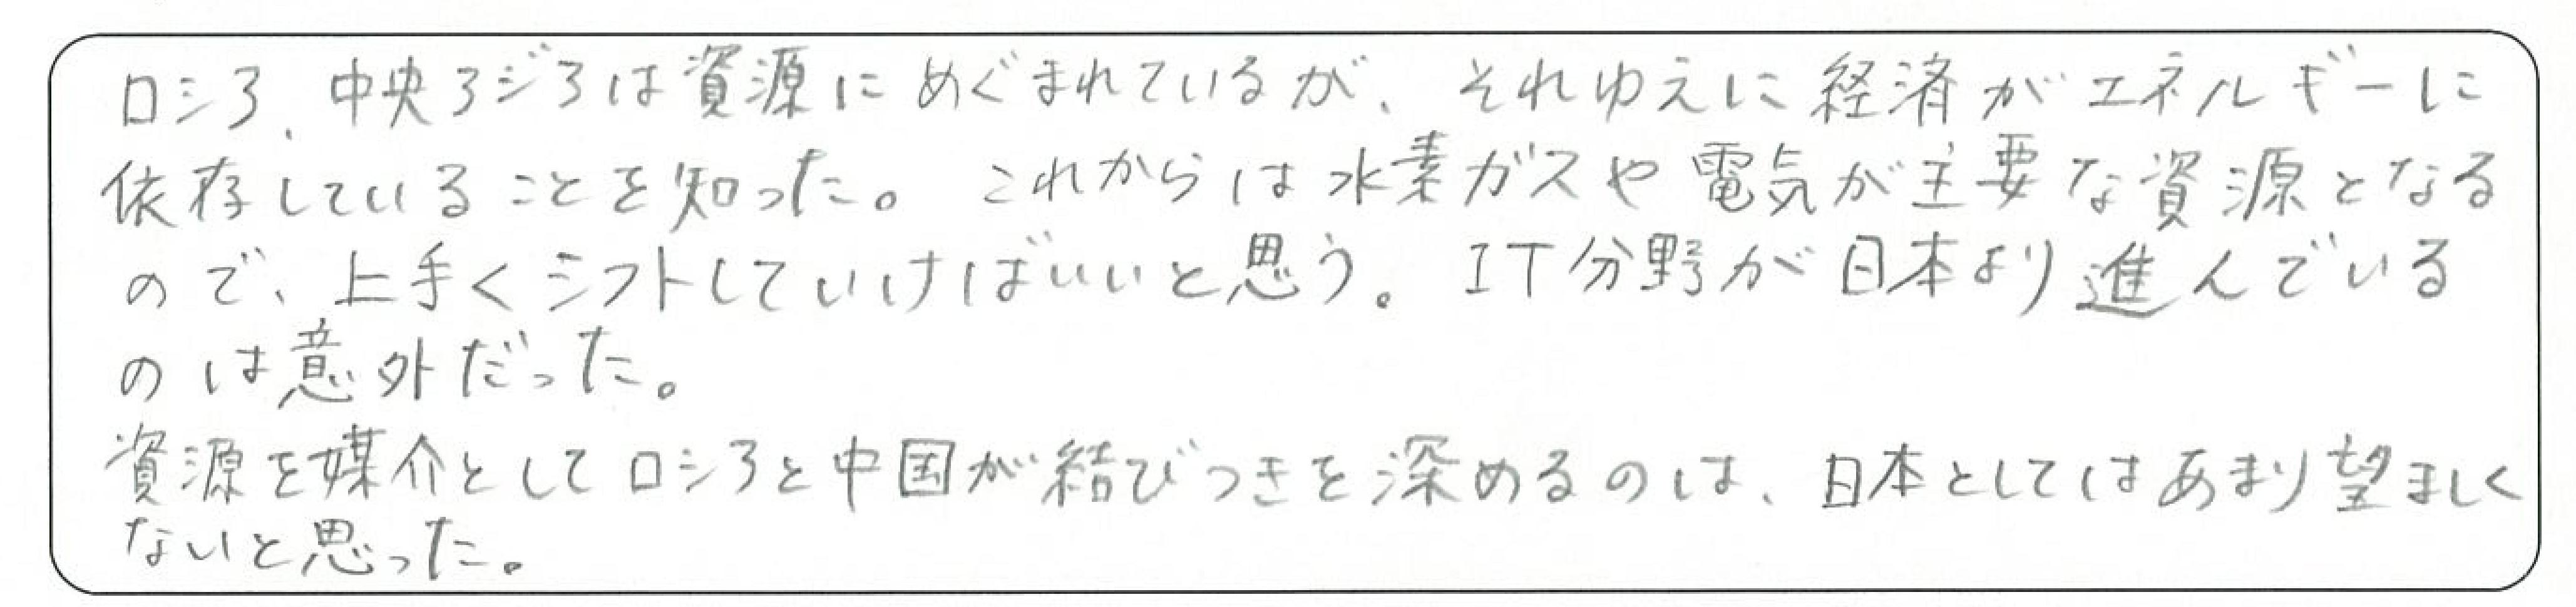 ロシア、中央アジアは資源にめぐまれているが、それゆえに経済がエネルギーに
依存していることを知った。これからは水素ガスや電気が主要な資源となる
ので、上手くシフトしていけばいいと思う。IT分野が日本より進んでいる
のは意外だった。
資源を媒介としてロシアと中国が結びつきを深めるのは、日本としてはあまり望ましく
ないと思った。